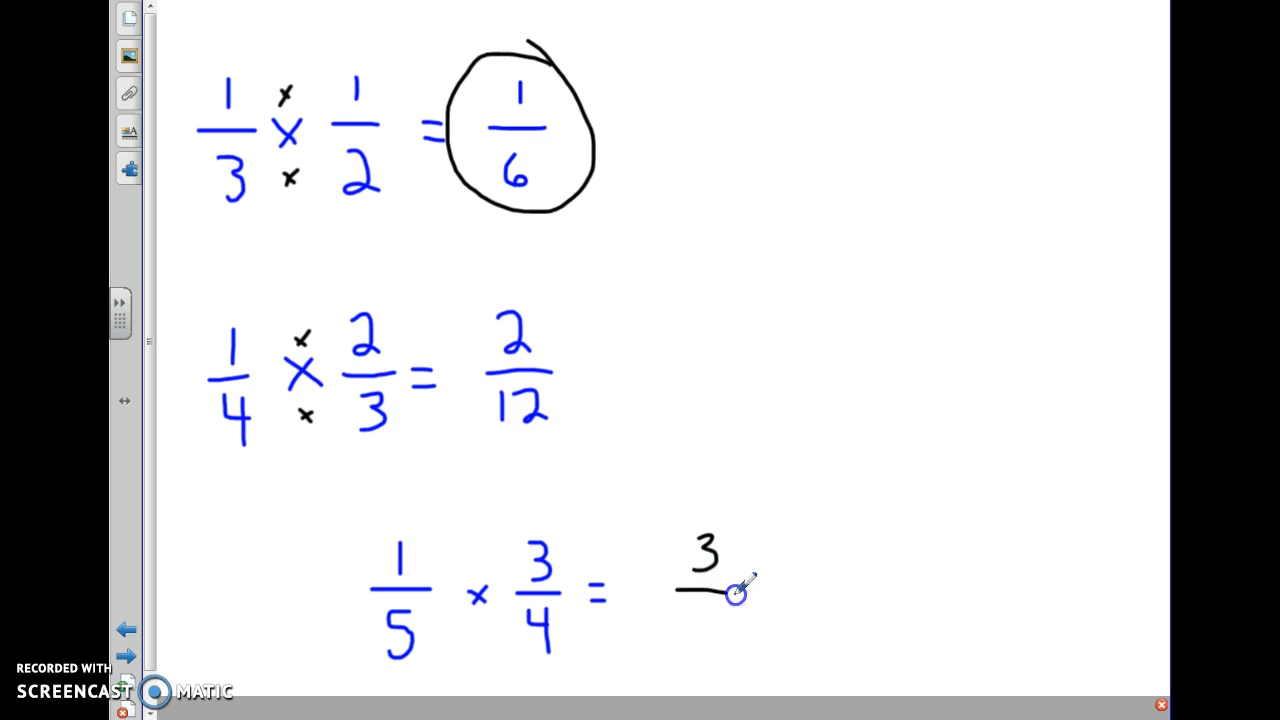 1/3 × 1/2 = 1/6
1/4 × 2/3 = 2/12
1/5 × 3/4 = 3/
RECORDED WITH
SCREENCAST MATIC